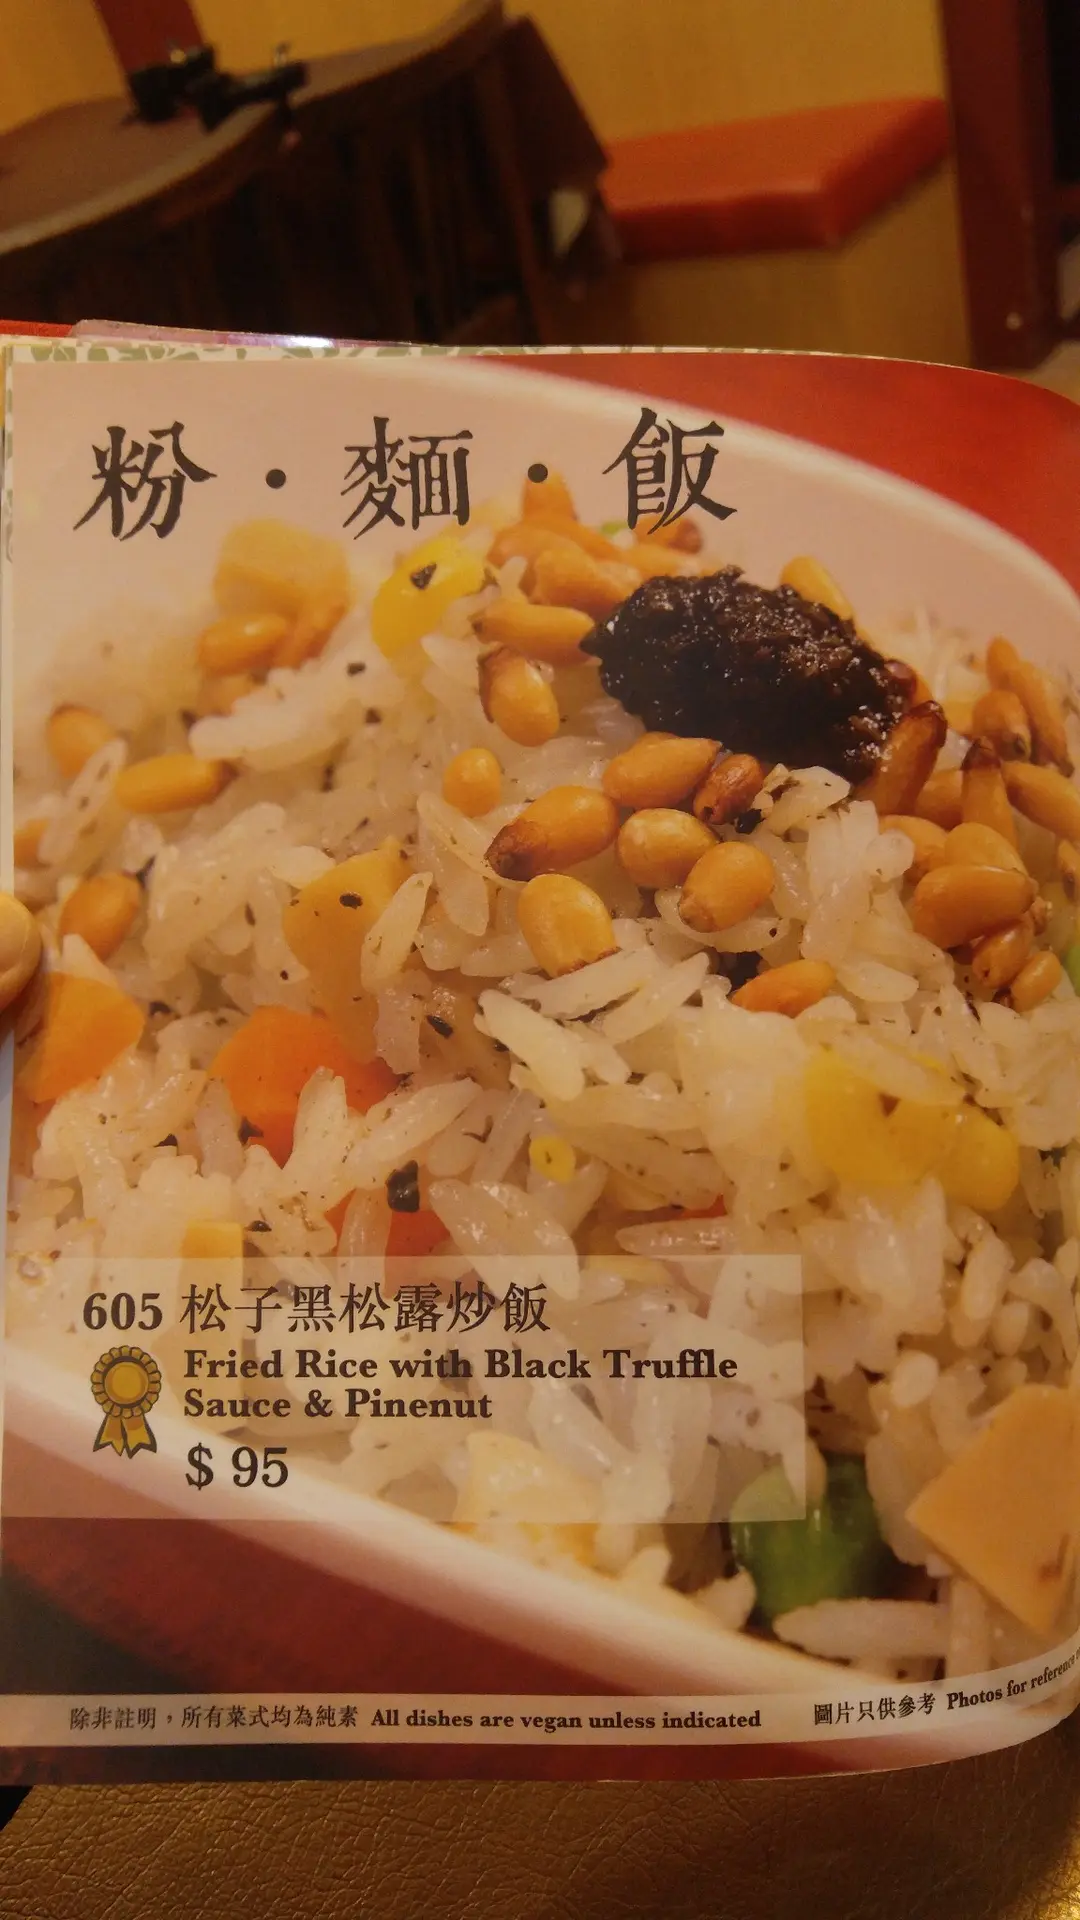 粉·麵·飯
605 松子黑松露炒飯
Fried Rice with Black Truffle
Sauce & Pinenut
$ 95
除非註明，所有菜式均為純素 All dishes are vegan unless indicated
圖片只供參考 Photos for reference